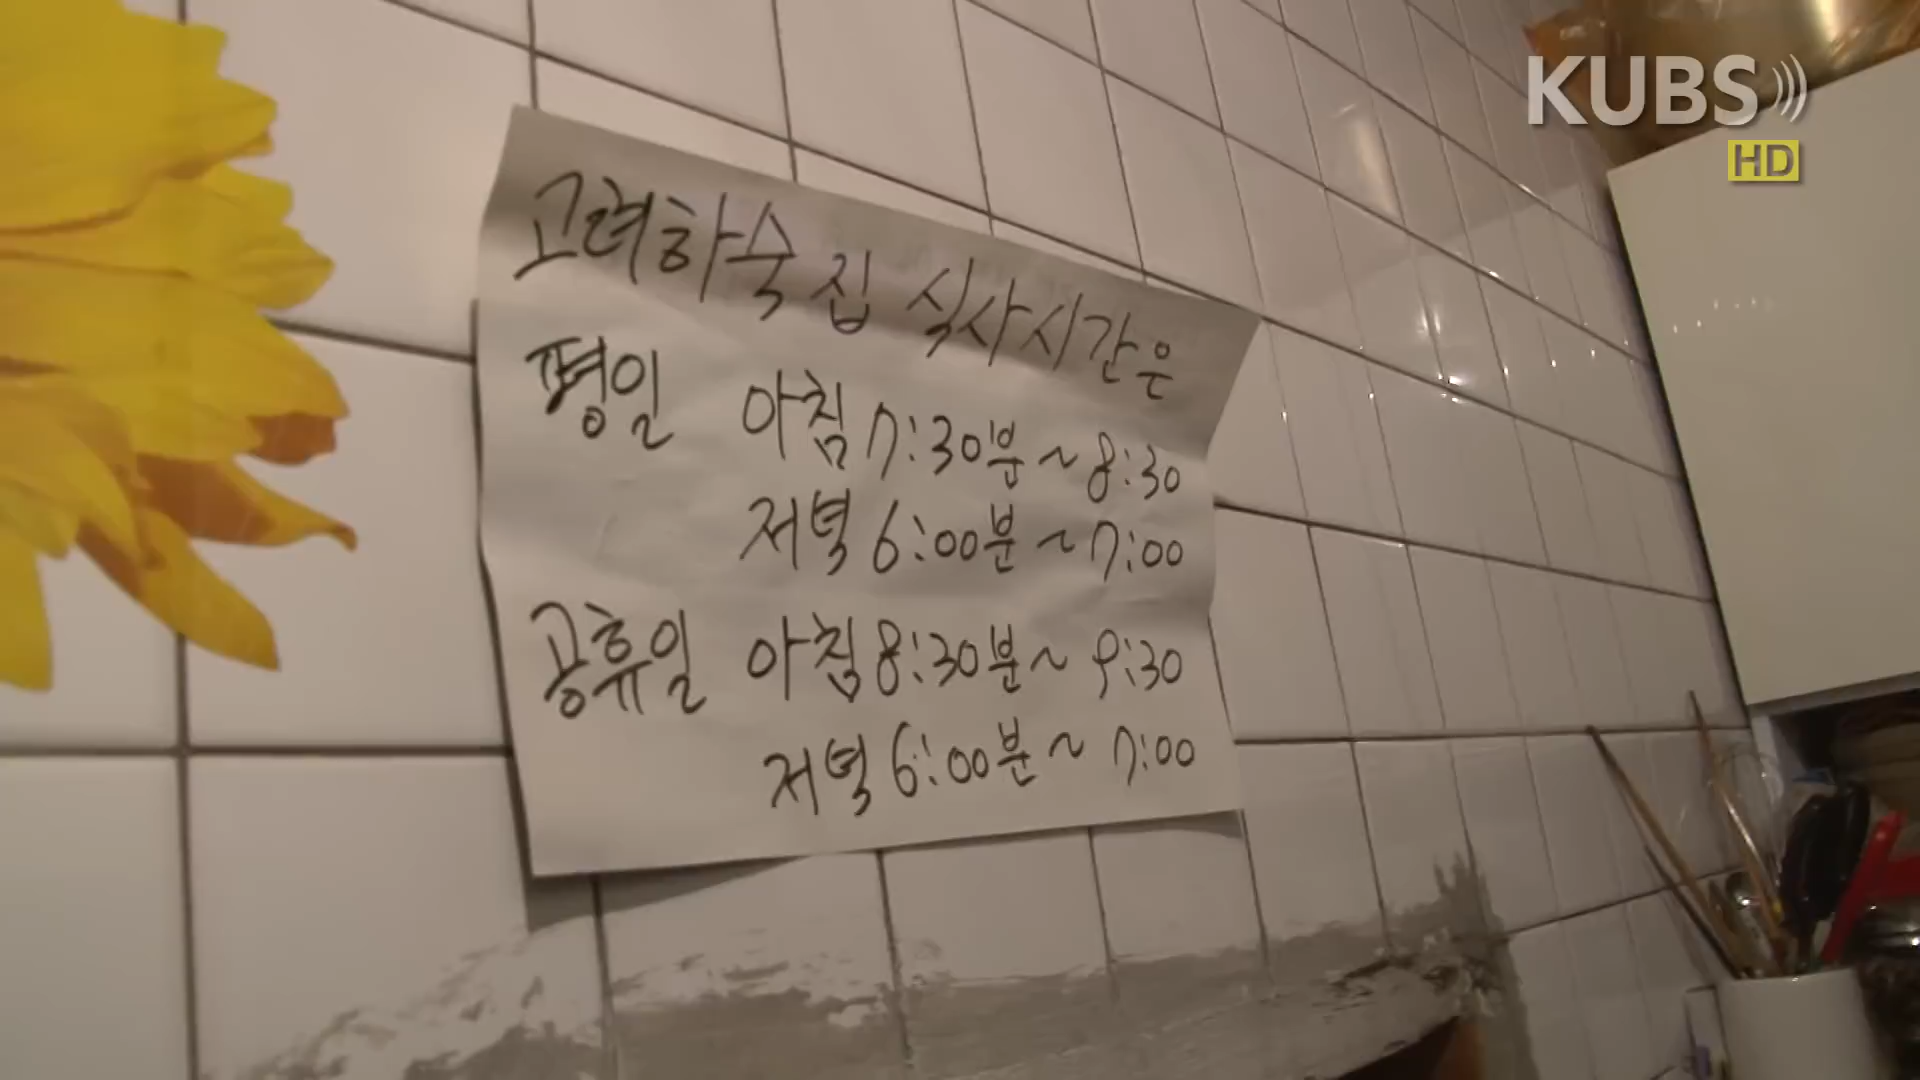 KUBS
HD
고려하숙집 식사시간은
평일 아침 7:30분 ~ 8:30
저녁 6:00분 ~ 7:00
공휴일 아침 8:30분 ~ 9:30
저녁 6:00분 ~ 7:00